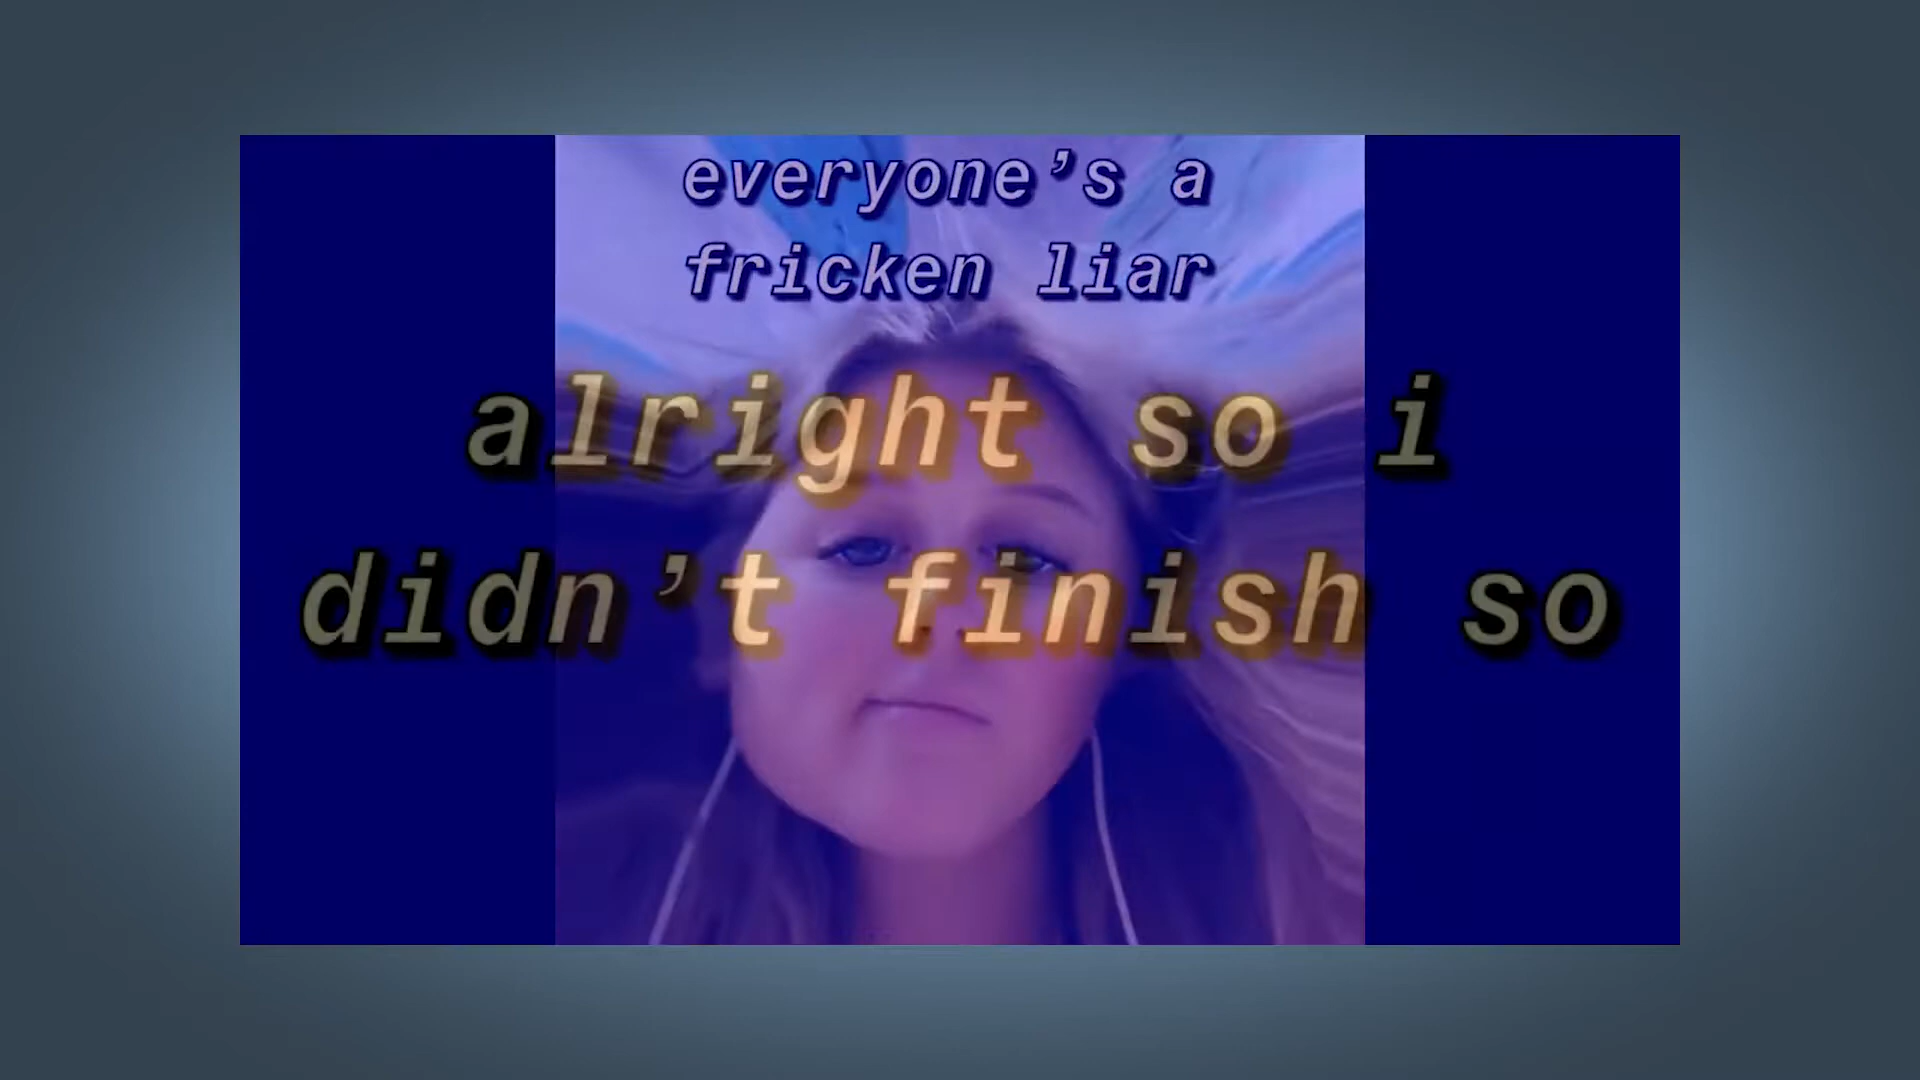 everyone's a
fricken liar
alright so i
didn't finish so